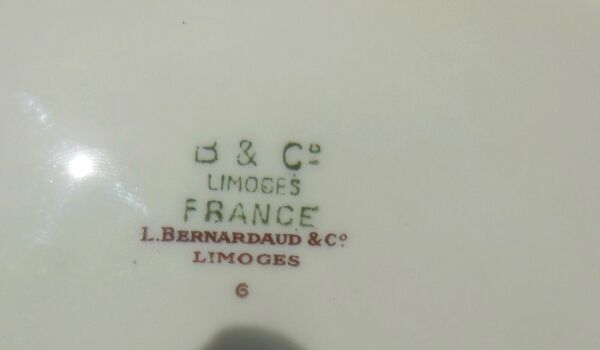 B & Cº
LIMOGES
FRANCE
L. BERNARDAUD & Cº
LIMOGES
6